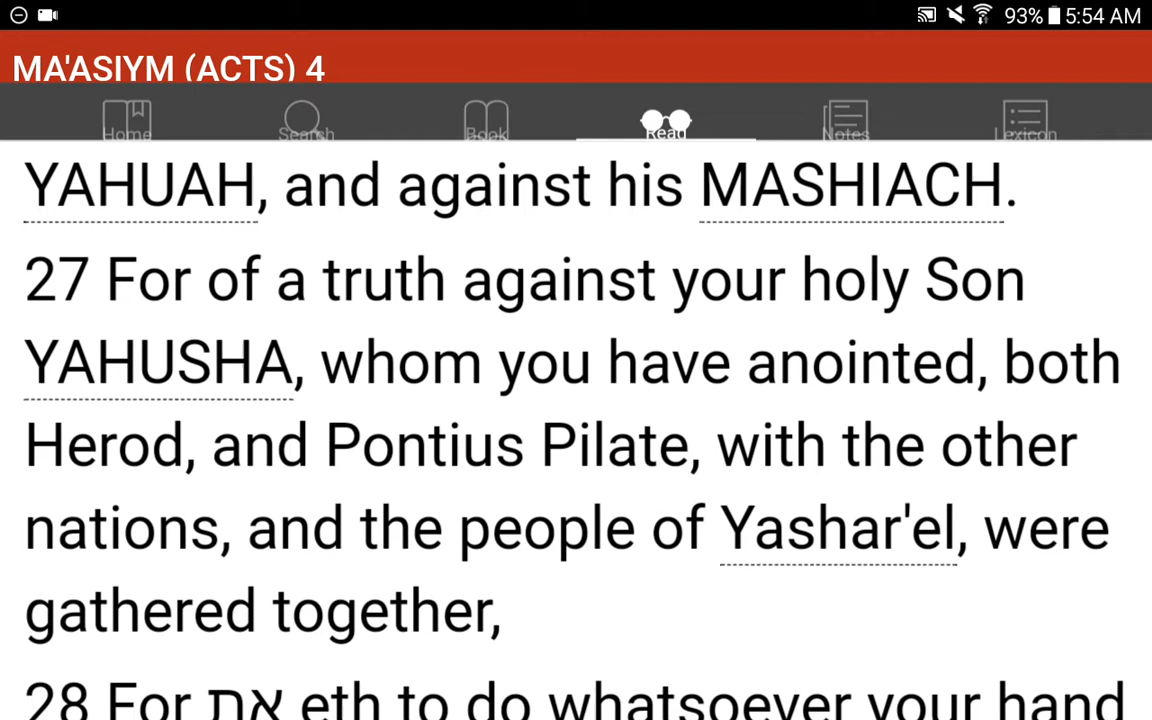 93% 5:54 AM
MA'ASIYM (ACTS) 4
Home Search Book Read Notes Lexicon
YAHUAH, and against his MASHIACH.
27 For of a truth against your holy Son
YAHUSHA, whom you have anointed, both
Herod, and Pontius Pilate, with the other
nations, and the people of Yashar'el, were
gathered together,
28 For את eth to do whatsoever your hand